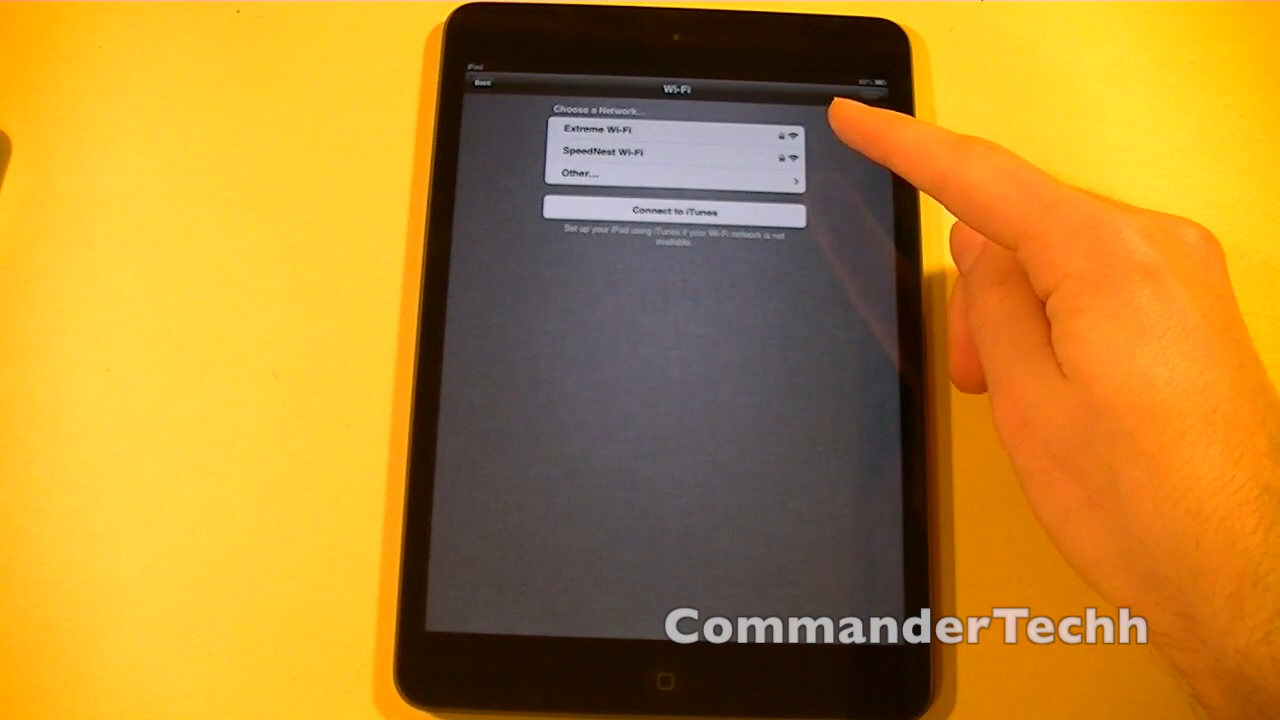 iPad
Back
Wi-Fi
Choose a Network...
Extreme Wi-Fi
SpeedNest Wi-Fi
Other...
Connect to iTunes
Set up your iPad using iTunes if your Wi-Fi network is not
available.
CommanderTechh